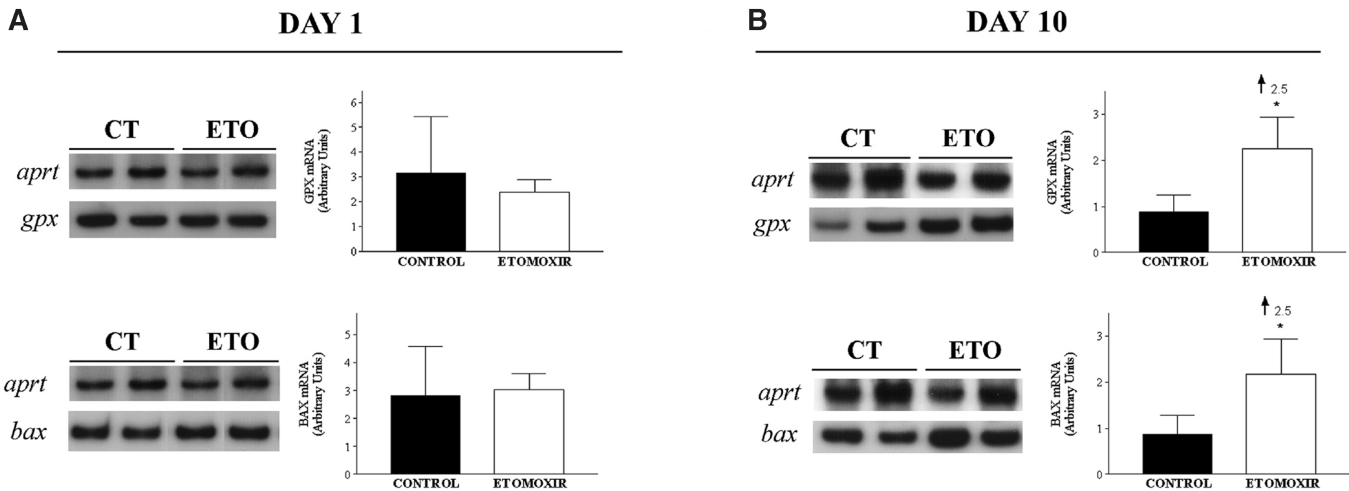 A
DAY 1
CT ETO
aprt
gpx
GPX mRNA
(Arbitrary Units)
6
5
4
3
2
1
0
CONTROL ETOMOXIR
CT ETO
aprt
bax
BAX mRNA
(Arbitrary Units)
5
4
3
2
1
0
CONTROL ETOMOXIR
B
DAY 10
CT ETO
aprt
gpx
GPX mRNA
(Arbitrary Units)
3
2
1
0
2.5
*
CONTROL ETOMOXIR
CT ETO
aprt
bax
BAX mRNA
(Arbitrary Units)
3
2
1
0
2.5
*
CONTROL ETOMOXIR